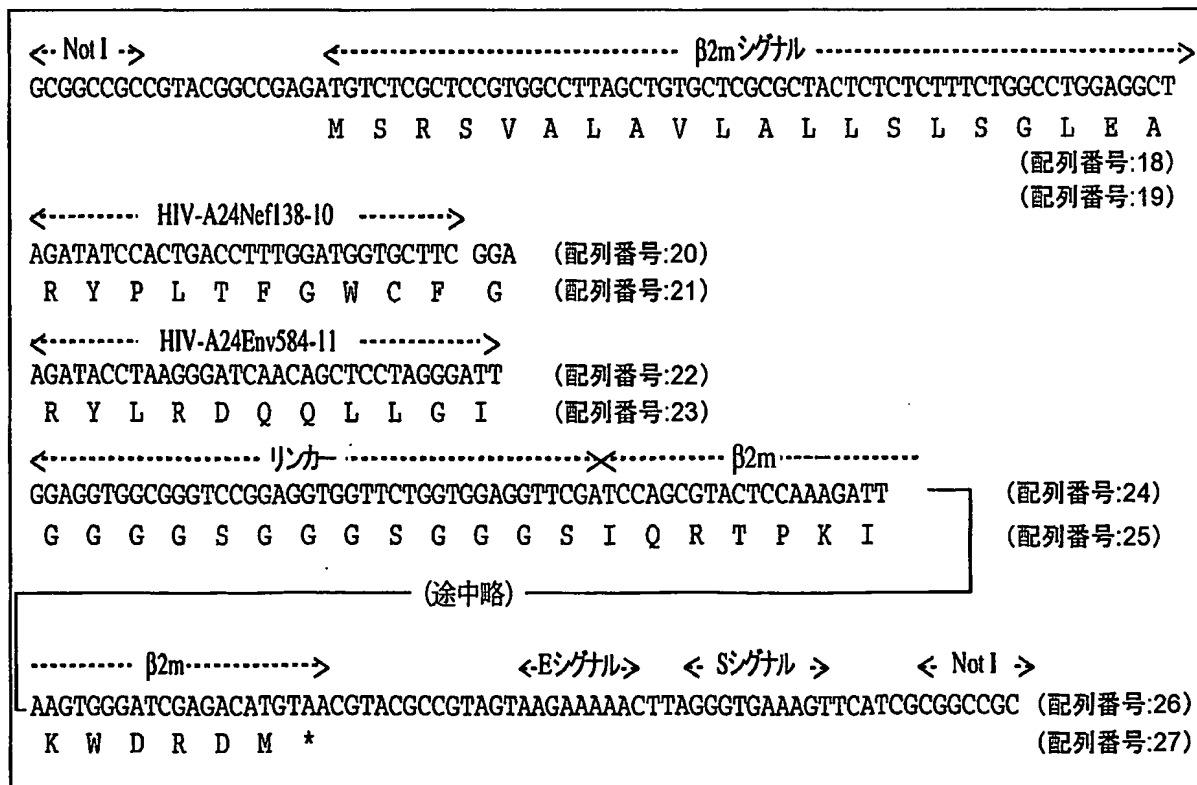 <-- Not I -> <-------- β2mシグナル -------->
GCGGCCGCCGTACGGCCGAGATGTCTCGCTCCGTGGCCTTAGCTGTGCTCGCGCTACTCTCTCTTTCTGGCCTGGAGGCT
M S R S V A L A V L A L L S L S G L E A
(配列番号:18)
(配列番号:19)
<---------- HIV-A24Nef138-10 -------->
AGATATCCACTGACCTTTGGATGGTGCTTC GGA (配列番号:20)
R Y P L T F G W C F G (配列番号:21)
<---------- HIV-A24Env584-11 ---------->
AGATACCTAAGGGATCAACAGCTCCTAGGGATT (配列番号:22)
R Y L R D Q Q L L G I (配列番号:23)
<---------- リンカー ----------><---------- β2m ----------
GGAGGTGGCGGGTCCGGAGGTGGTTCTGGTGGAGGTTCGATCCAGCGTACTCCAAAGATT (配列番号:24)
G G G G S G G G S G G G S I Q R T P K I (配列番号:25)
(途中略)
---------- β2m ----------> <-Eシグナル-> <- Sシグナル --> <-- Not I ->
AAGTGGGATCGAGACATGTAACGTACGCCGTAGTAAGAAAAACTTAGGGTGAAAGTTCATCGCGGCCGC (配列番号:26)
K W D R D M * (配列番号:27)